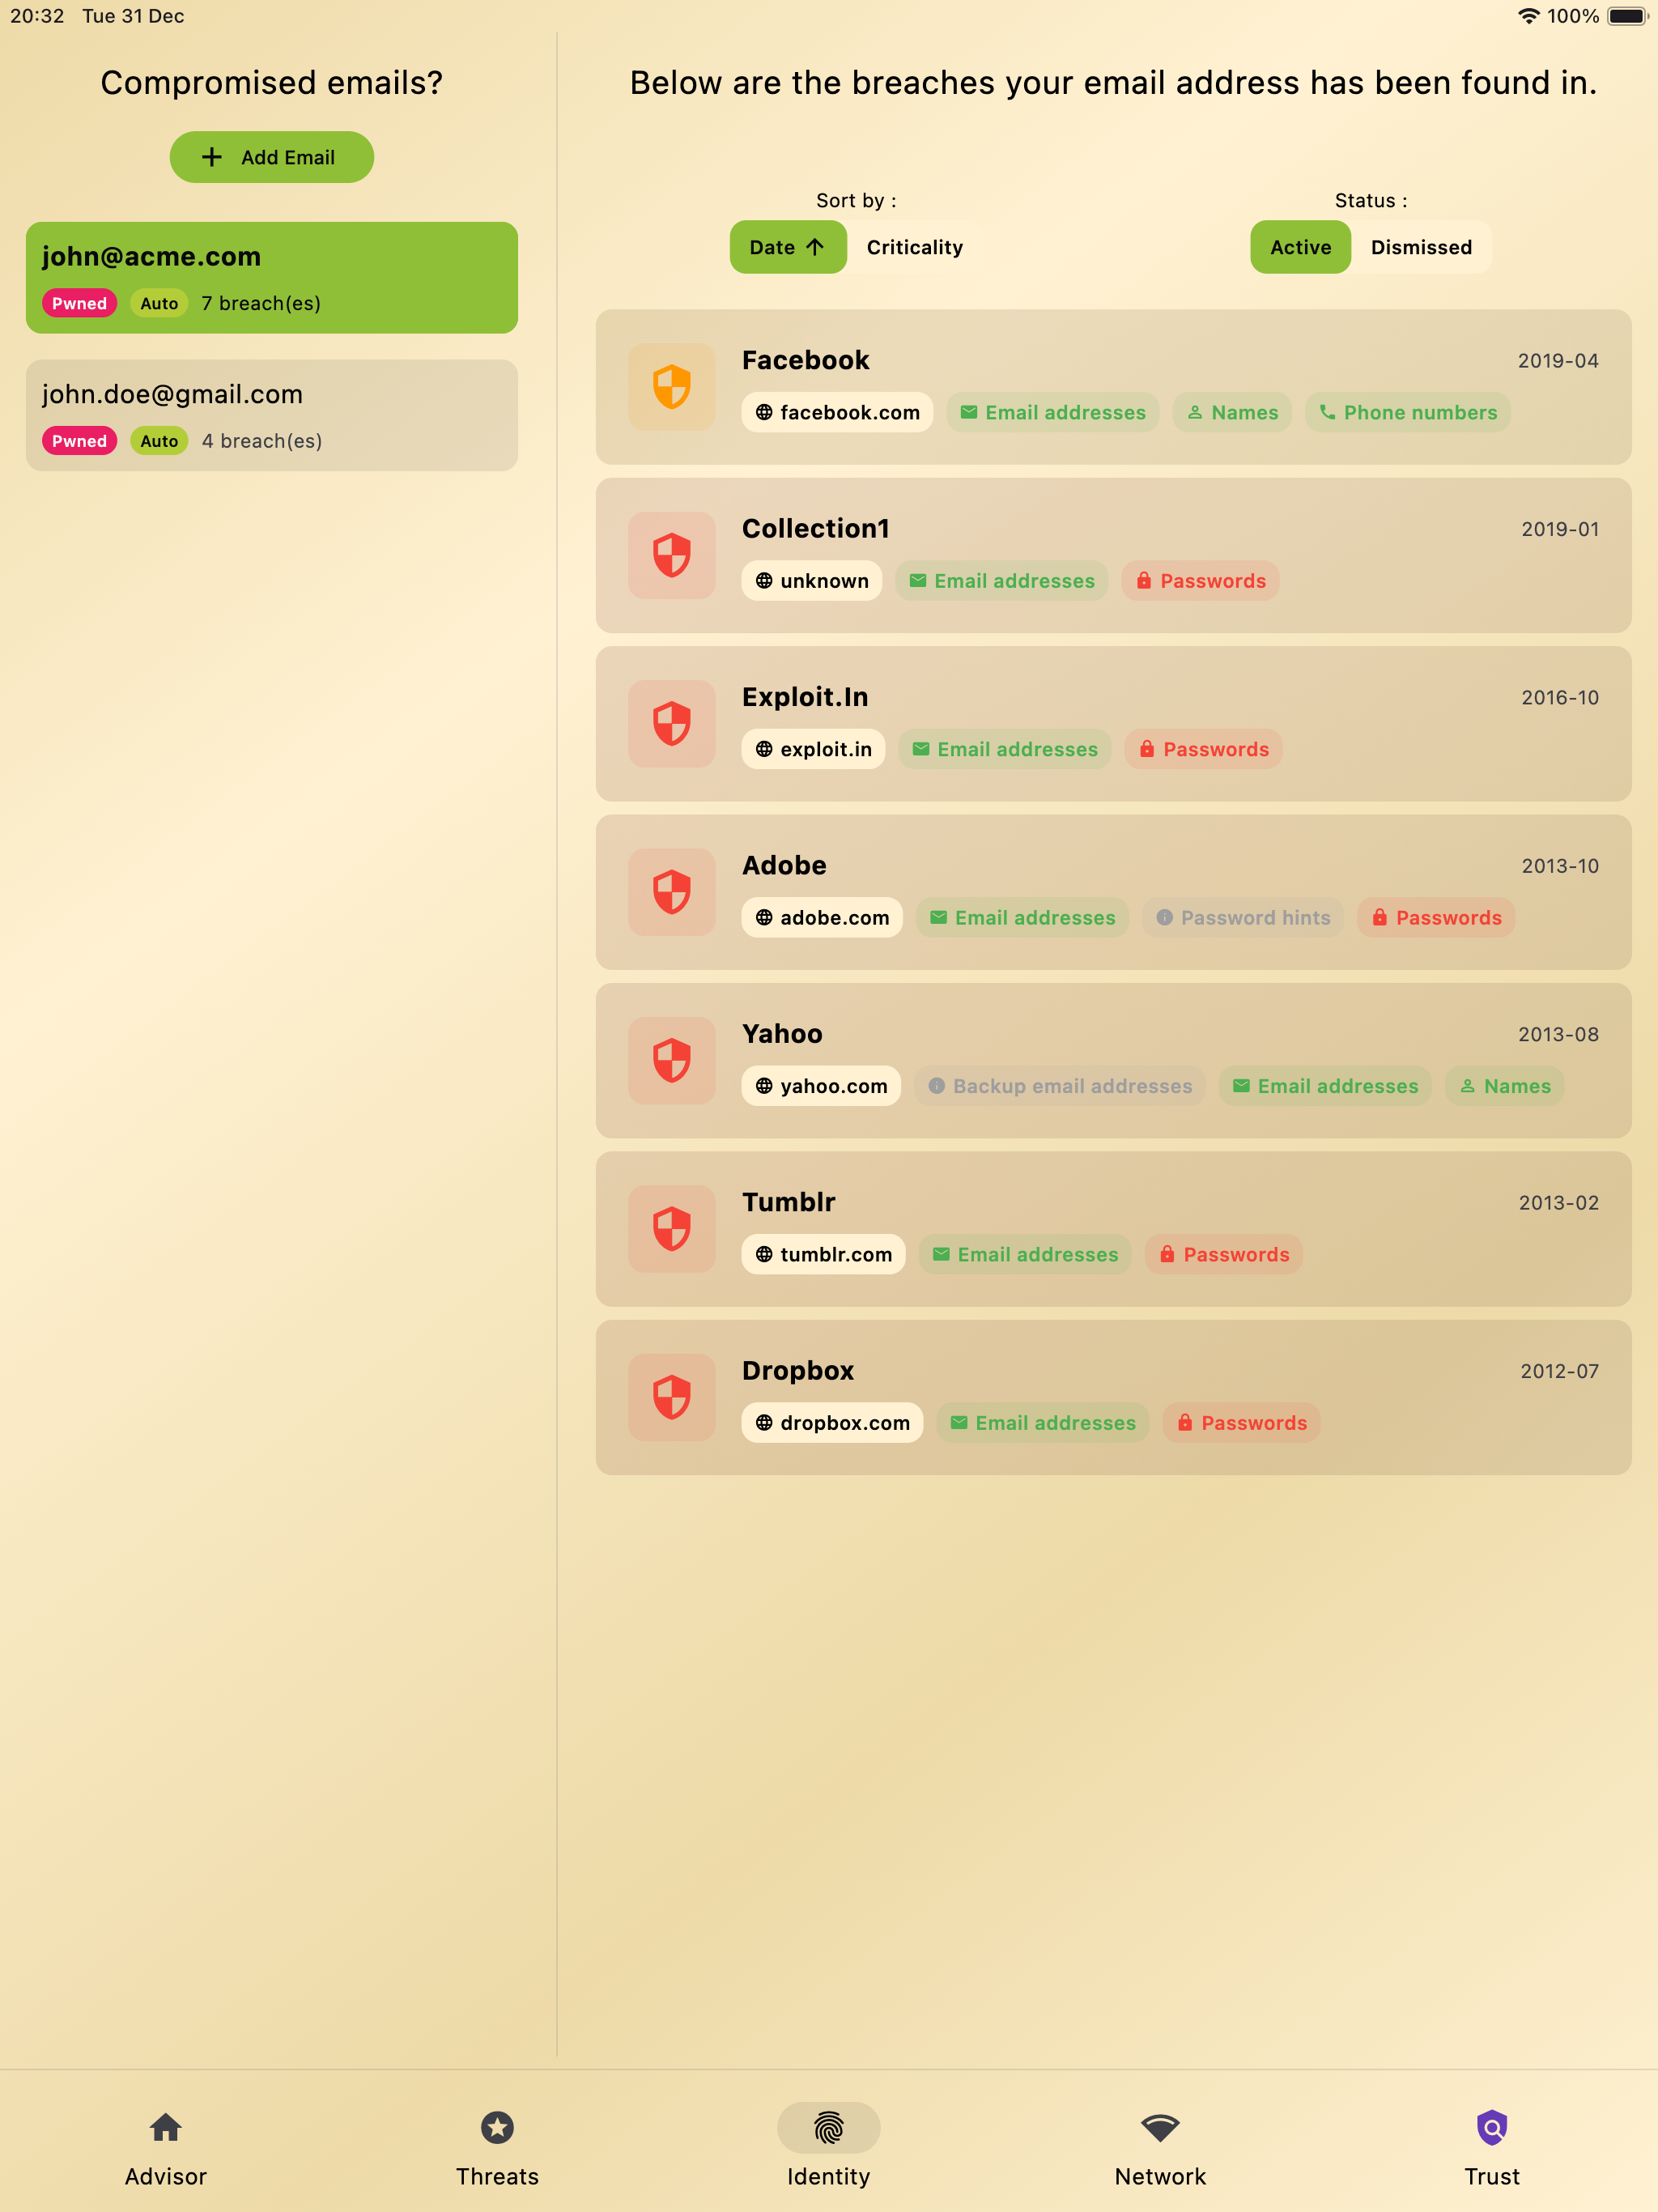 20:32 Tue 31 Dec 100%
Compromised emails?
Add Email
john@acme.com
Pwned Auto 7 breach(es)
john.doe@gmail.com
Pwned Auto 4 breach(es)
Below are the breaches your email address has been found in.
Sort by : Status :
Date Criticality Active Dismissed
Facebook 2019-04
facebook.com Email addresses Names Phone numbers
Collection1 2019-01
unknown Email addresses Passwords
Exploit.In 2016-10
exploit.in Email addresses Passwords
Adobe 2013-10
adobe.com Email addresses Password hints Passwords
Yahoo 2013-08
yahoo.com Backup email addresses Email addresses Names
Tumblr 2013-02
tumblr.com Email addresses Passwords
Dropbox 2012-07
dropbox.com Email addresses Passwords
Advisor Threats Identity Network Trust